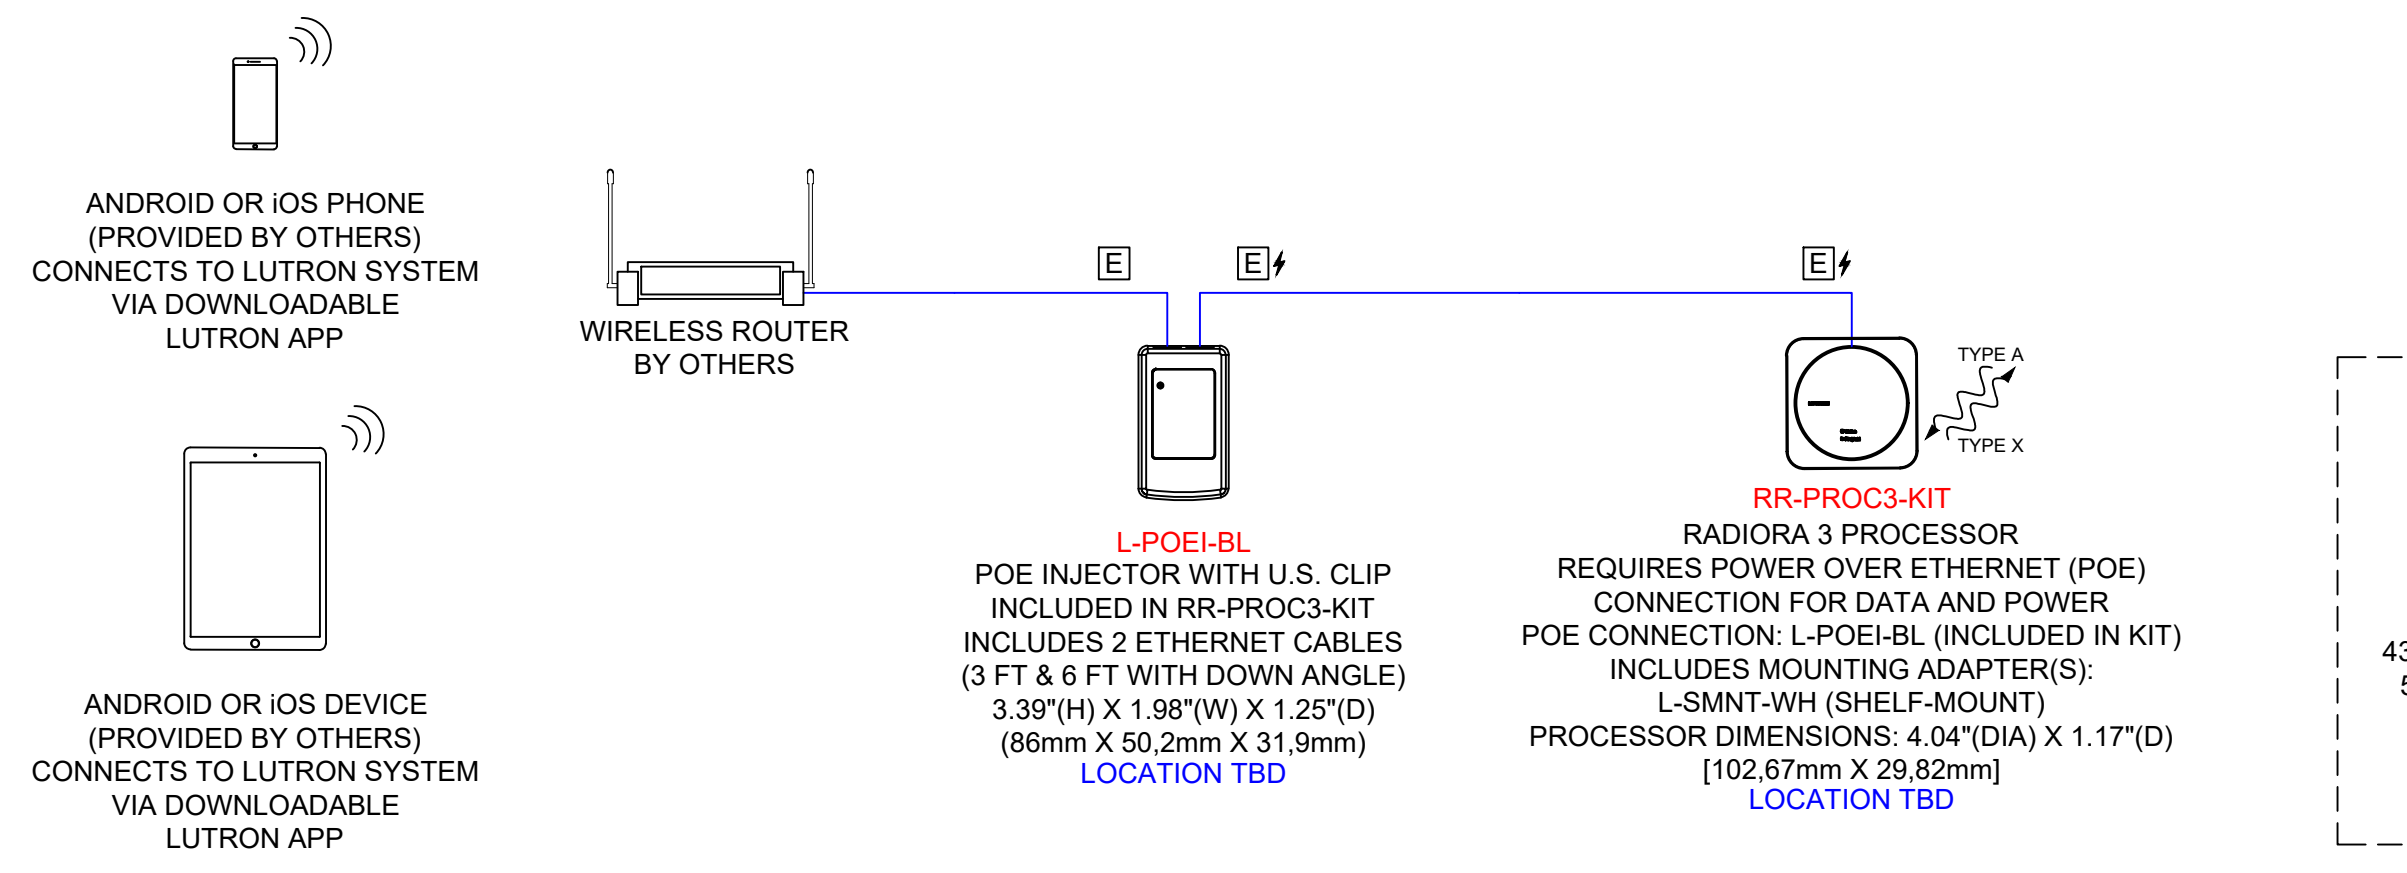 ANDROID OR iOS PHONE
(PROVIDED BY OTHERS)
CONNECTS TO LUTRON SYSTEM
VIA DOWNLOADABLE
LUTRON APP
ANDROID OR iOS DEVICE
(PROVIDED BY OTHERS)
CONNECTS TO LUTRON SYSTEM
VIA DOWNLOADABLE
LUTRON APP
WIRELESS ROUTER
BY OTHERS
E
E
E
L-POEI-BL
POE INJECTOR WITH U.S. CLIP
INCLUDED IN RR-PROC3-KIT
INCLUDES 2 ETHERNET CABLES
(3 FT & 6 FT WITH DOWN ANGLE)
3.39"(H) X 1.98"(W) X 1.25"(D)
(86mm X 50,2mm X 31,9mm)
LOCATION TBD
TYPE A
TYPE X
RR-PROC3-KIT
RADIORA 3 PROCESSOR
REQUIRES POWER OVER ETHERNET (POE)
CONNECTION FOR DATA AND POWER
POE CONNECTION: L-POEI-BL (INCLUDED IN KIT)
INCLUDES MOUNTING ADAPTER(S):
L-SMNT-WH (SHELF-MOUNT)
PROCESSOR DIMENSIONS: 4.04"(DIA) X 1.17"(D)
[102,67mm X 29,82mm]
LOCATION TBD
43